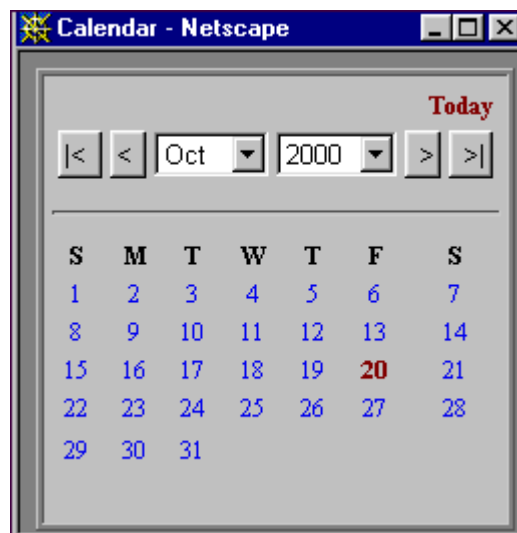 Calendar - Netscape
Today
|< < Oct 2000 > >|
S M T W T F S
1 2 3 4 5 6 7
8 9 10 11 12 13 14
15 16 17 18 19 20 21
22 23 24 25 26 27 28
29 30 31